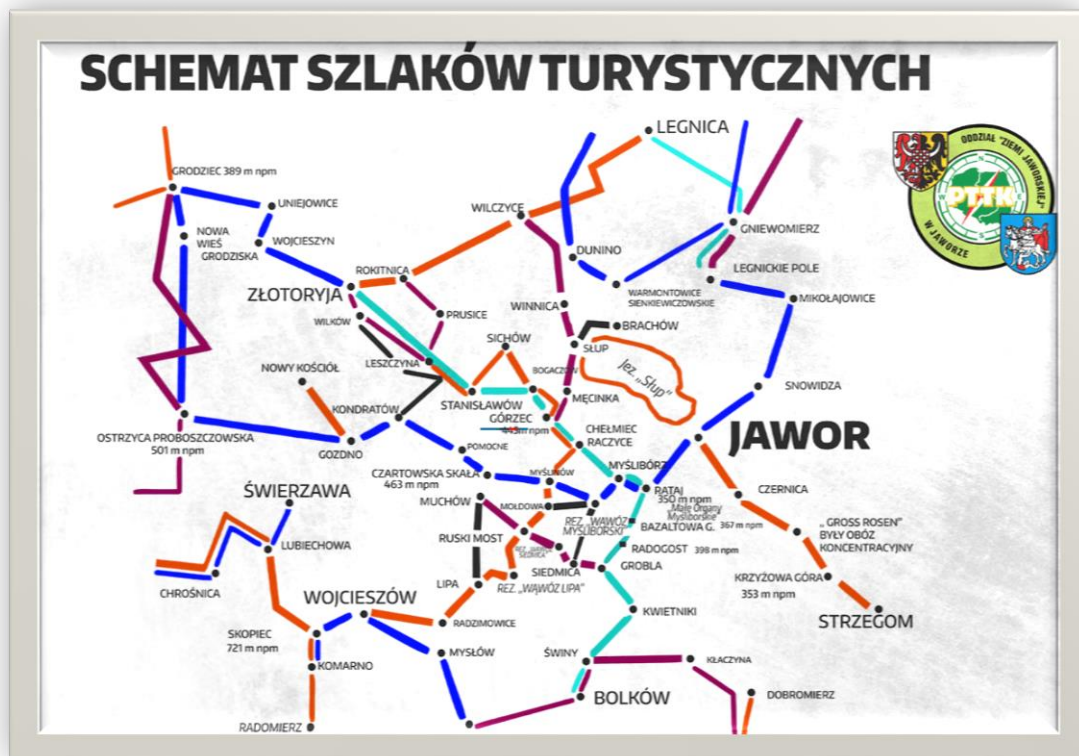 SCHEMAT SZLAKÓW TURYSTYCZNYCH
LEGNICA
ODDZIAŁ "ZIEMI JAWORSKIEJ"
PTTK
W JAWORZE
GRODZIEC 389 m npm
UNIEJOWICE
WILCZYCE
NOWA
WIEŚ
GRODZISKA
WOJCIESZYN
GNIEWOMIERZ
DUNINO
ROKITNICA
LEGNICKIE POLE
ZŁOTORYJA
WARMONTOWICE
SIENKIEWICZOWSKIE
MIKOŁAJOWICE
WINNICA
WILKÓW
PRUSICE
BRACHÓW
SICHÓW
SŁUP
LESZCZYNA
NOWY KOŚCIÓŁ
BOGACZÓW
Jez. „Słup"
SNOWIDZA
MĘCINKA
KONDRATÓW
STANISŁAWÓW
GÓRZEC
445 m npm
CHEŁMIEC
RACZYCE
JAWOR
OSTRZYCA PROBOSZCZOWSKA
501 m npm
GOZDNO
POMOCNE
MYŚLIBÓRZ
CZARTOWSKA SKAŁA
463 m npm
MYŚLINÓW
ŚWIERZAWA
MUCHÓW
RATAJ
350 m npm
Małe Organy
Myśliborskie
CZERNICA
MOŁDOWA
REZ. „WĄWÓZ
MYŚLIBORSKI"
BAZALTOWA G. 367 m npm
„ GROSS ROSEN"
BYŁY OBÓZ
KONCENTRACYJNY
LUBIECHOWA
RUSKI MOST
RADOGOST 398 m npm
SIEDMICA
GROBLA
CHROŚNICA
LIPA
REZ. „WĄWÓZ LIPA"
KRZYŻOWA GÓRA
353 m npm
WOJCIESZÓW
KWIETNIKI
STRZEGOM
RADZIMOWICE
SKOPIEC
721 m npm
MYSŁÓW
ŚWINY
KŁACZYNA
KOMARNO
BOLKÓW
DOBROMIERZ
RADOMIERZ